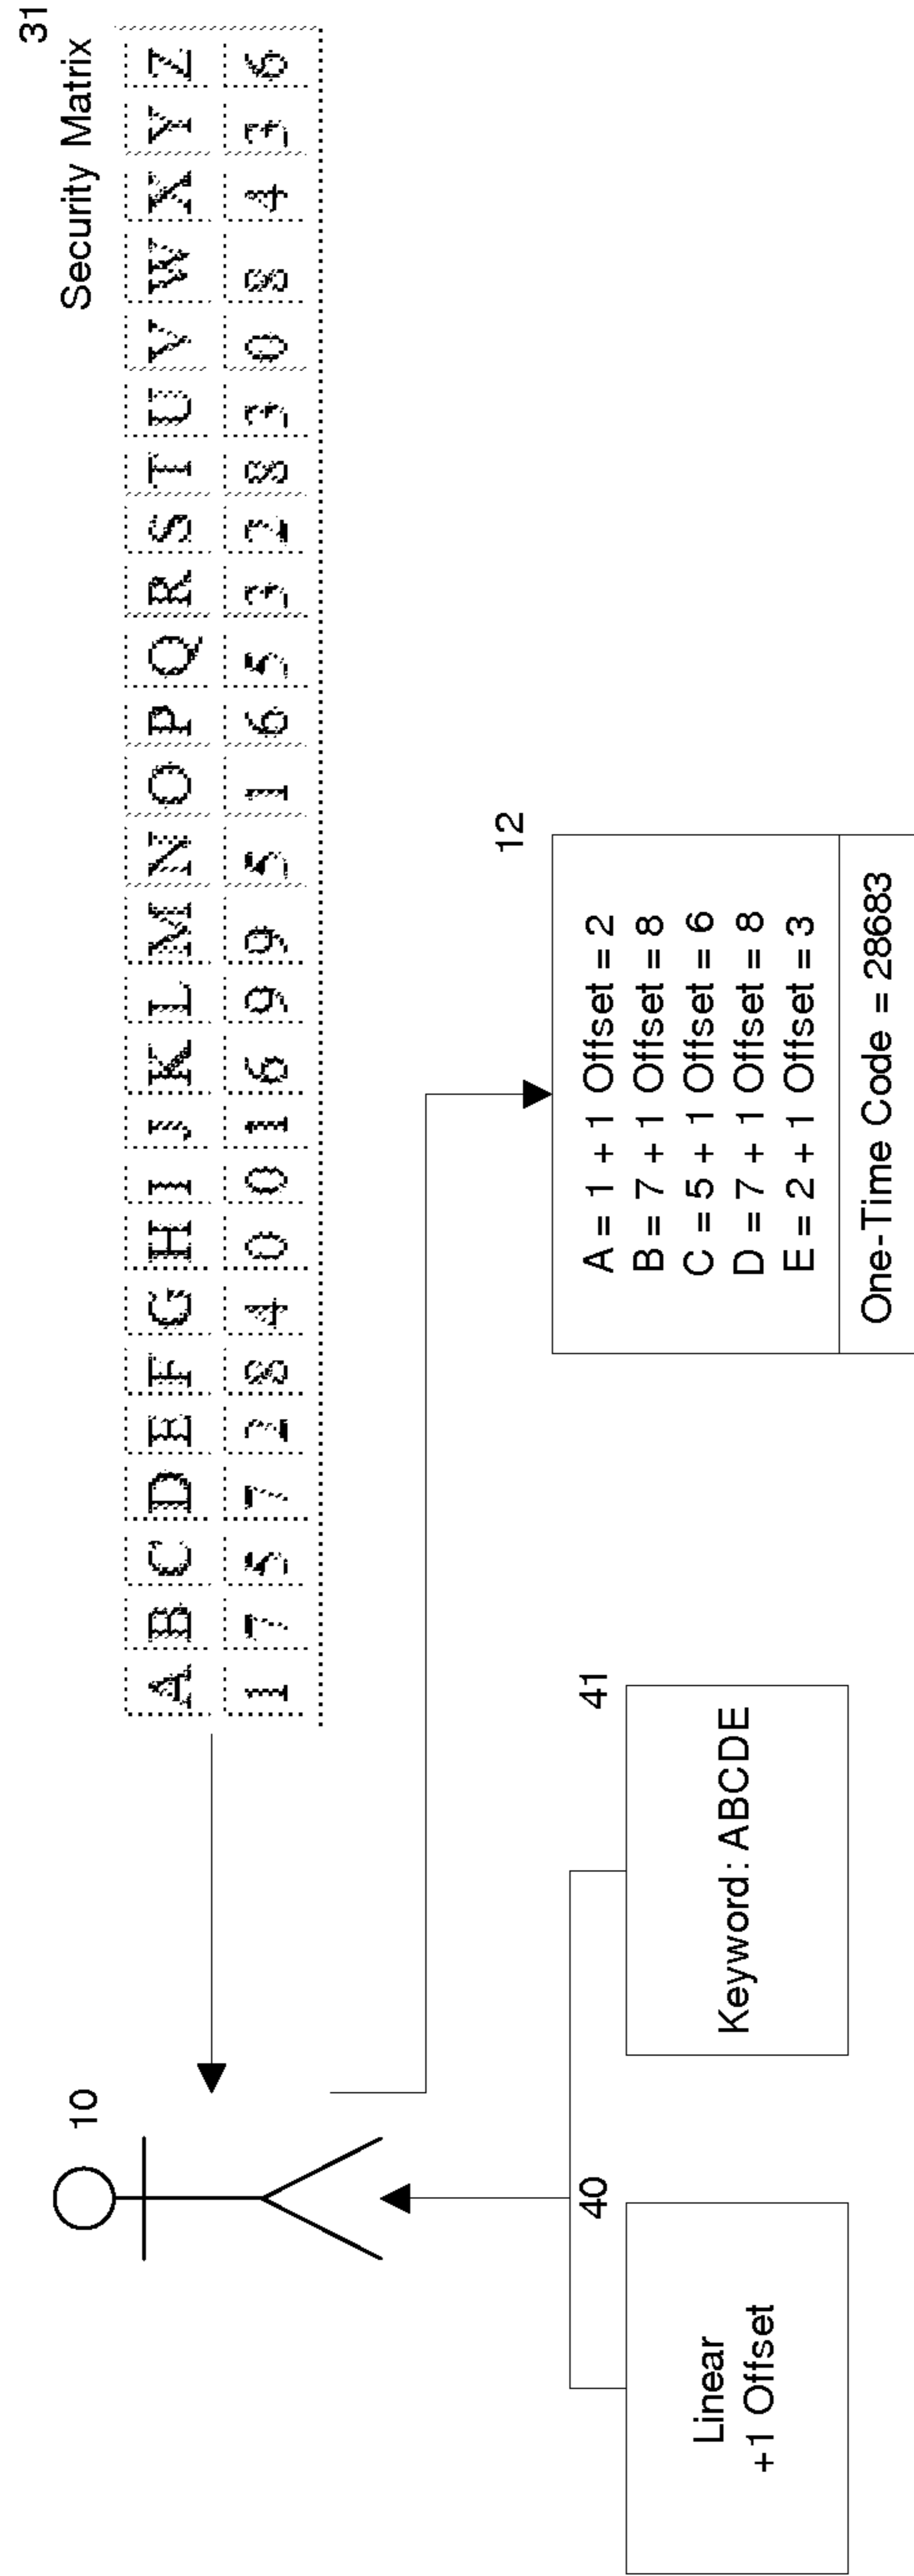 31
Security Matrix
A B C D E F G H I J K L M N O P Q R S T U V W X Y Z
1 7 5 7 2 8 4 0 0 1 6 9 9 5 1 6 5 3 2 8 3 0 8 4 3 6
10
12
A = 1 + 1 Offset = 2
B = 7 + 1 Offset = 8
C = 5 + 1 Offset = 6
D = 7 + 1 Offset = 8
E = 2 + 1 Offset = 3
One-Time Code = 28683
40
Linear
+1 Offset
41
Keyword: ABCDE